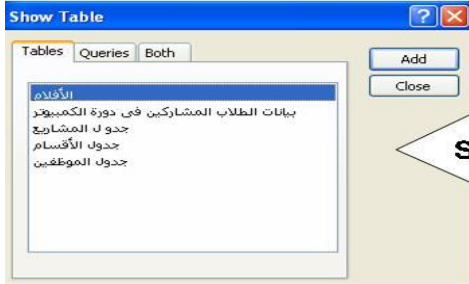 Show Table
Tables Queries Both
Add
Close
الأفلام
بيانات الطلاب المشاركين فى دورة الكمبيوتر
جدو ل المشاريع
جدول الأقسام
جدول الموظفين
S